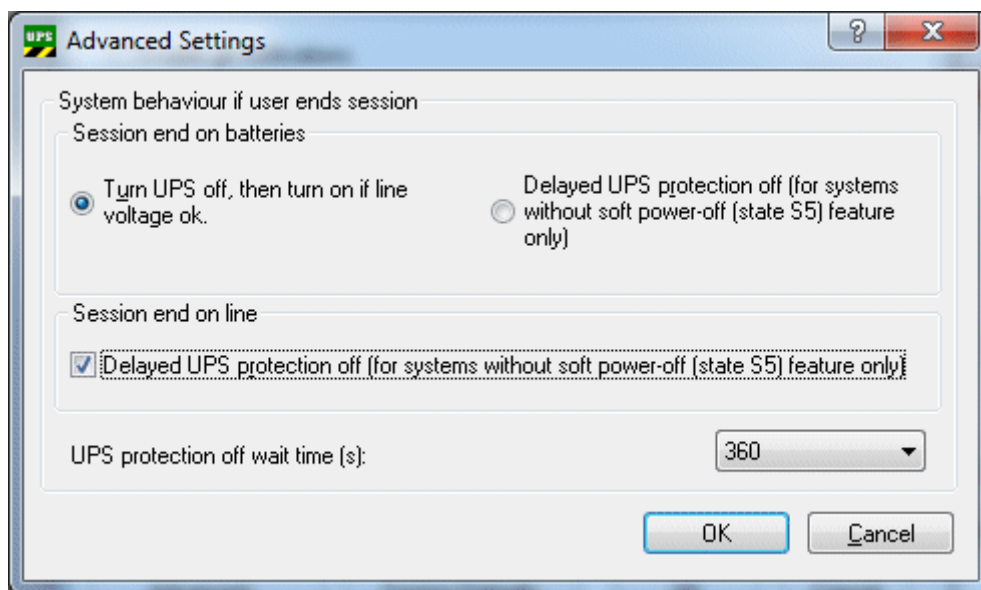 UPS
Advanced Settings
System behaviour if user ends session
Session end on batteries
Turn UPS off, then turn on if line
voltage ok.
Delayed UPS protection off (for systems
without soft power-off (state S5) feature
only)
Session end on line
Delayed UPS protection off (for systems without soft power-off (state S5) feature only)
UPS protection off wait time (s):
360
OK
Cancel